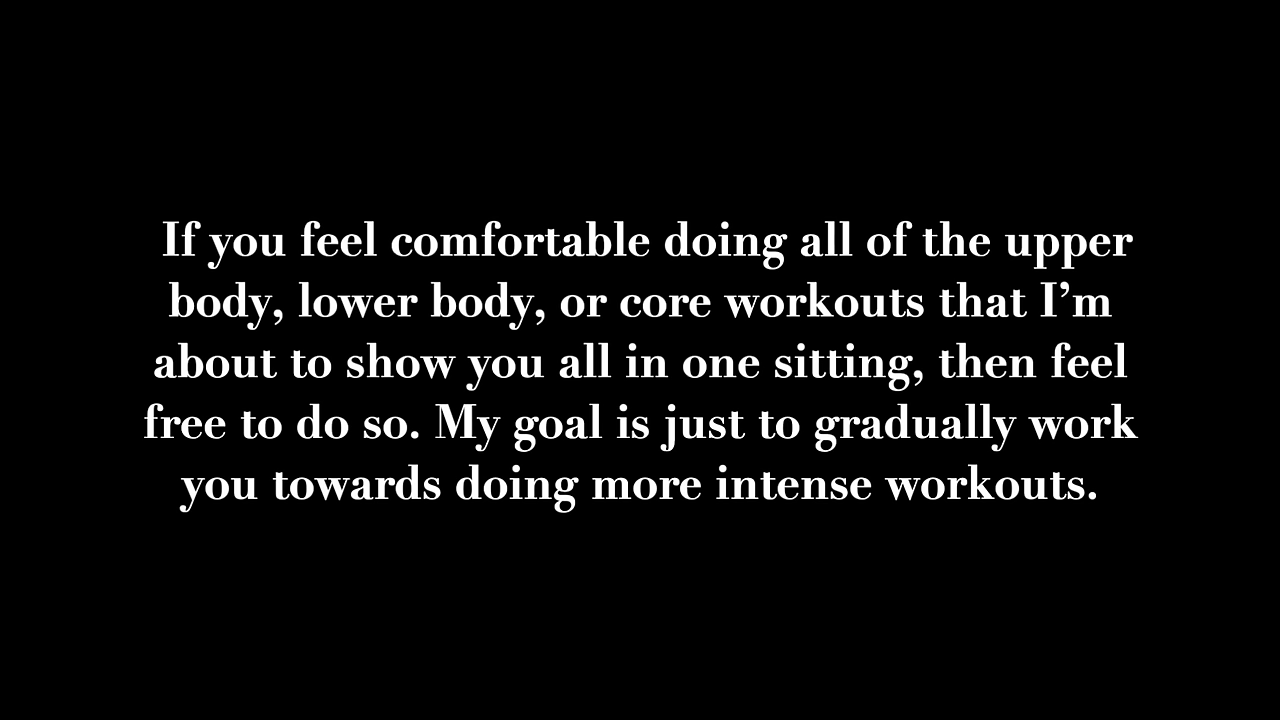 If you feel comfortable doing all of the upper
body, lower body, or core workouts that I’m
about to show you all in one sitting, then feel
free to do so. My goal is just to gradually work
you towards doing more intense workouts.